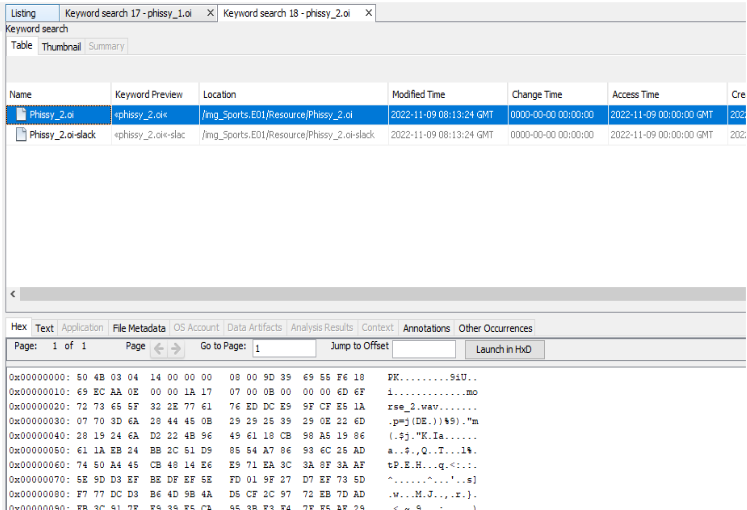 Listing Keyword search 17 - phissy_1.oi X Keyword search 18 - phissy_2.oi X
Keyword search
Table Thumbnail Summary
Name Keyword Preview Location Modified Time Change Time Access Time Cre
Phissy_2.oi «phissy_2.oi« /img_Sports.E01/Resource/Phissy_2.oi 2022-11-09 08:13:24 GMT 0000-00-00 00:00:00 2022-11-09 00:00:00 GMT 202
Phissy_2.oi-slack «phissy_2.oi«-slac /img_Sports.E01/Resource/Phissy_2.oi-slack 2022-11-09 08:13:24 GMT 0000-00-00 00:00:00 2022-11-09 00:00:00 GMT 202
Hex Text Application File Metadata OS Account Data Artifacts Analysis Results Context Annotations Other Occurrences
Page: 1 of 1 Page Go to Page: 1 Jump to Offset Launch in HxD
0x00000000: 50 4B 03 04 14 00 00 00 08 00 9D 39 69 55 F6 18 PK.........9iU..
0x00000010: 69 EC AA 0E 00 00 1A 17 07 00 0B 00 00 00 6D 6F i.............mo
0x00000020: 72 73 65 5F 32 2E 77 61 76 ED DC E9 9F CF E5 1A rse_2.wav.......
0x00000030: 07 70 3D 6A 28 44 45 0B 29 29 25 39 29 0E 22 6D .p=j(DE.))%9)."m
0x00000040: 28 19 24 6A D2 22 4B 96 49 61 18 CB 98 A5 19 86 (.$j."K.Ia......
0x00000050: 61 1A EB 24 BB 2C 51 D9 85 54 A7 86 93 6C 25 AD a..$.,Q..T...l%.
0x00000060: 74 50 A4 45 CB 48 14 E6 E9 71 EA 3C 3A 8F 3A AF tP.E.H...q.<:.:.
0x00000070: 5E 9D D3 EF BE DF EF 5E FD 01 9F 27 D7 EF 73 5D ^......^...'..s]
0x00000080: F7 77 DC D3 B6 4D 9B 4A D5 CF 2C 97 72 EB 7D AD .w...M.J..,.r.}.